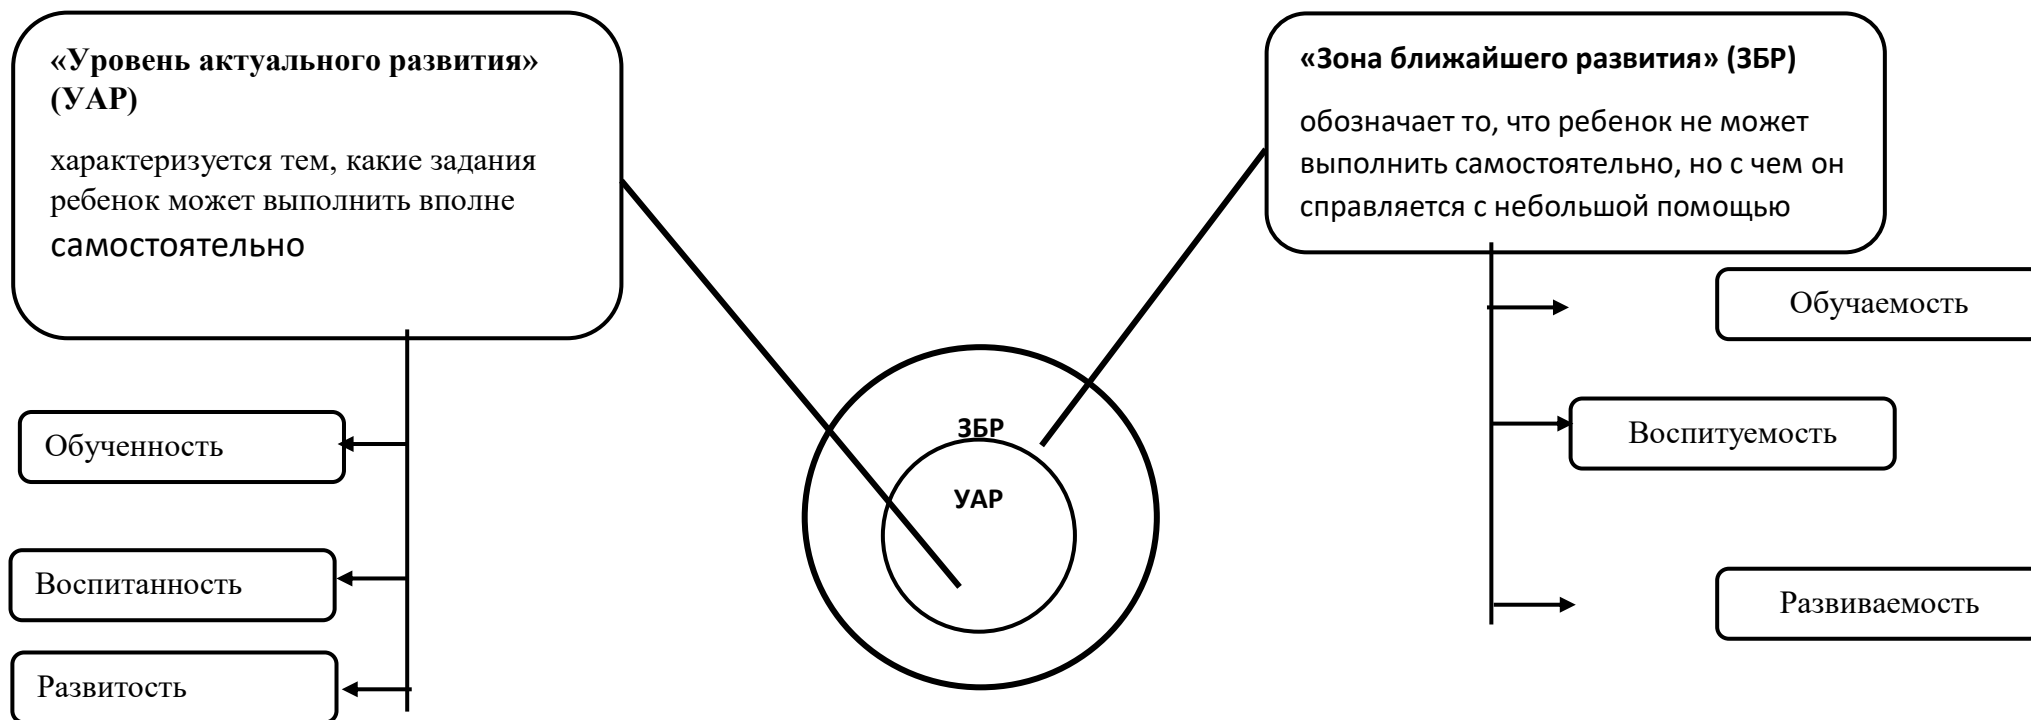 «Уровень актуального развития»
(УАР)
характеризуется тем, какие задания
ребенок может выполнить вполне
самостоятельно
Обученность
Воспитанность
Развитость
ЗБР
УАР
«Зона ближайшего развития» (ЗБР)
обозначает то, что ребенок не может
выполнить самостоятельно, но с чем он
справляется с небольшой помощью
Обучаемость
Воспитуемость
Развиваемость